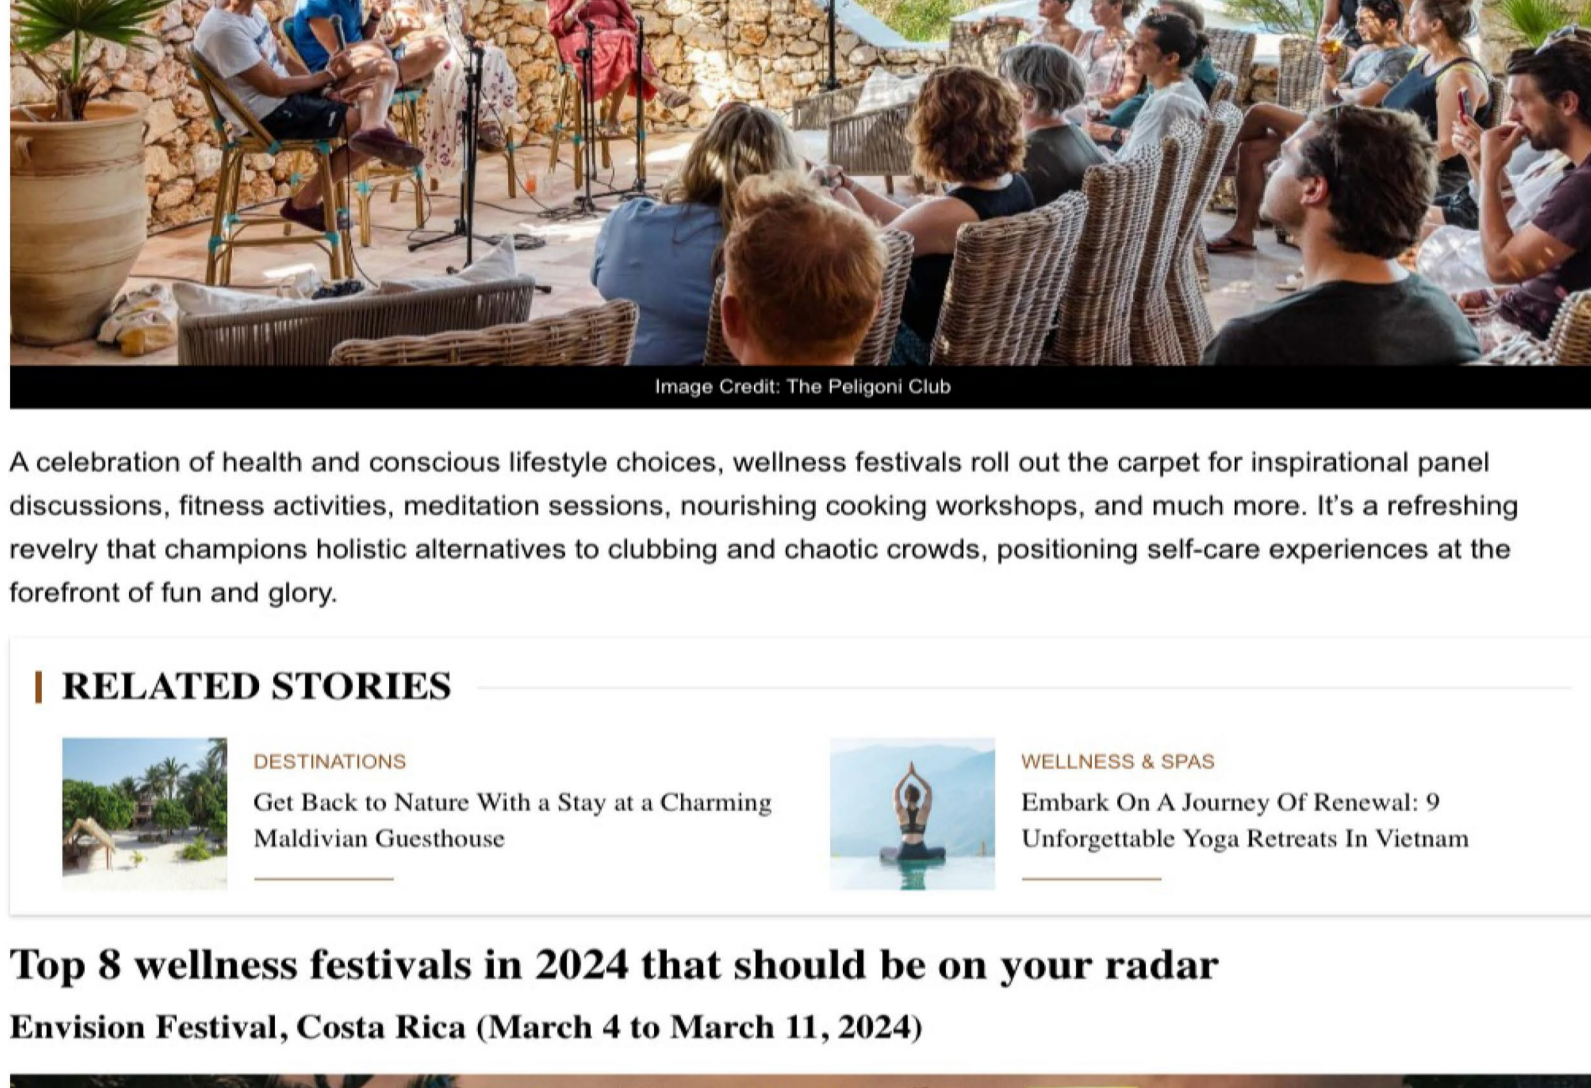 Image Credit: The Peligoni Club
A celebration of health and conscious lifestyle choices, wellness festivals roll out the carpet for inspirational panel
discussions, fitness activities, meditation sessions, nourishing cooking workshops, and much more. It’s a refreshing
revelry that champions holistic alternatives to clubbing and chaotic crowds, positioning self-care experiences at the
forefront of fun and glory.
RELATED STORIES
DESTINATIONS
Get Back to Nature With a Stay at a Charming
Maldivian Guesthouse
WELLNESS & SPAS
Embark On A Journey Of Renewal: 9
Unforgettable Yoga Retreats In Vietnam
Top 8 wellness festivals in 2024 that should be on your radar
Envision Festival, Costa Rica (March 4 to March 11, 2024)